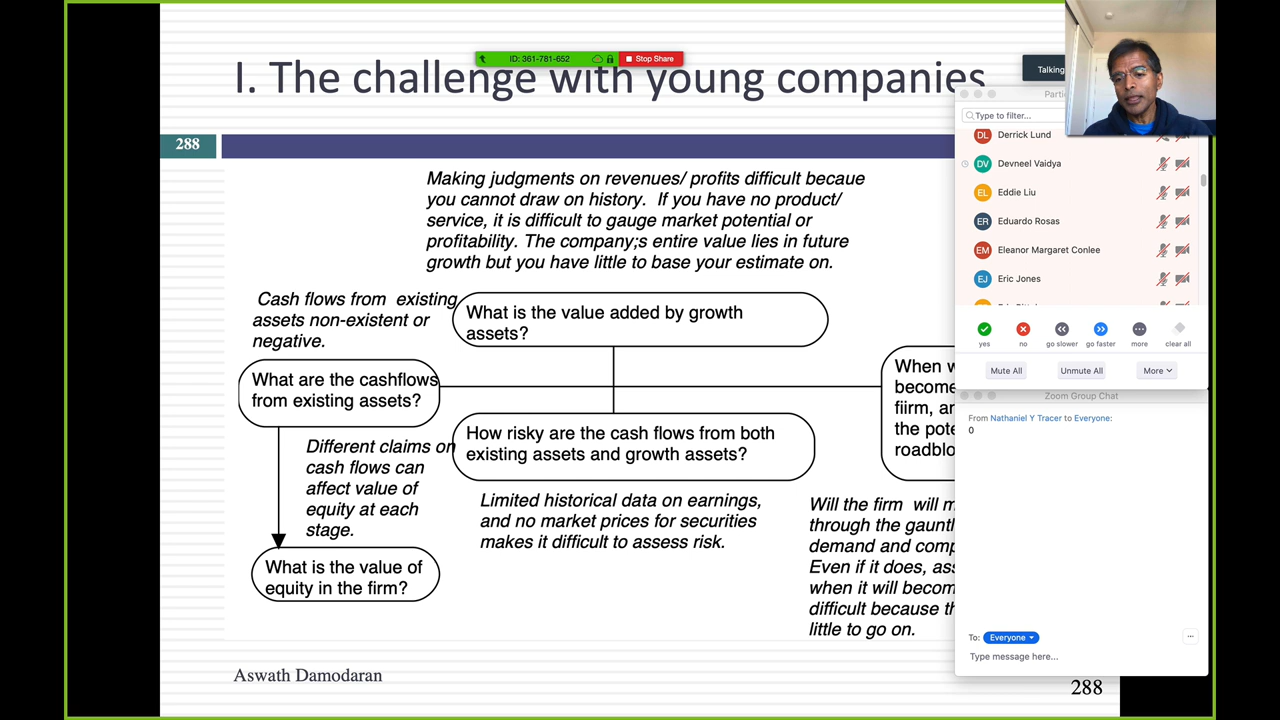 I. The challenge with young companies
ID: 361-781-652
Stop Share
Talking
288
Making judgments on revenues/ profits difficult becaue
you cannot draw on history. If you have no product/
service, it is difficult to gauge market potential or
profitability. The company;s entire value lies in future
growth but you have little to base your estimate on.
Cash flows from existing
assets non-existent or
negative.
What is the value added by growth
assets?
What are the cashflows
from existing assets?
When
become
fiirm,
the
How risky are the cash flows from both
existing assets and growth assets?
Different claims on
cash flows can
affect value of
equity at each
stage.
Limited historical data on earnings,
and no market prices for securities
makes it difficult to assess risk.
Will the firm will
through the
demand and
Even if it does,
when it will
difficult because
little to go on.
What is the value of
equity in the firm?
Aswath Damodaran
288
Type to filter...
DL Derrick Lund
DV Devneel Vaidya
EL Eddie Liu
ER Eduardo Rosas
EM Eleanor Margaret Conlee
EJ Eric Jones
yes
no
go slower
go faster
more
clear all
Mute All
Unmute All
More
Zoom Group Chat
From Nathaniel Y Tracer to Everyone:
0
To: Everyone
Type message here...